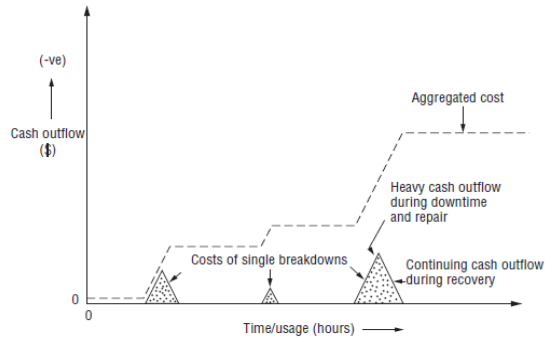 (-ve)
Cash outflow
($)
Aggregated cost
Heavy cash outflow
during downtime
and repair
Costs of single breakdowns
Continuing cash outflow
during recovery
0
0
Time/usage (hours)